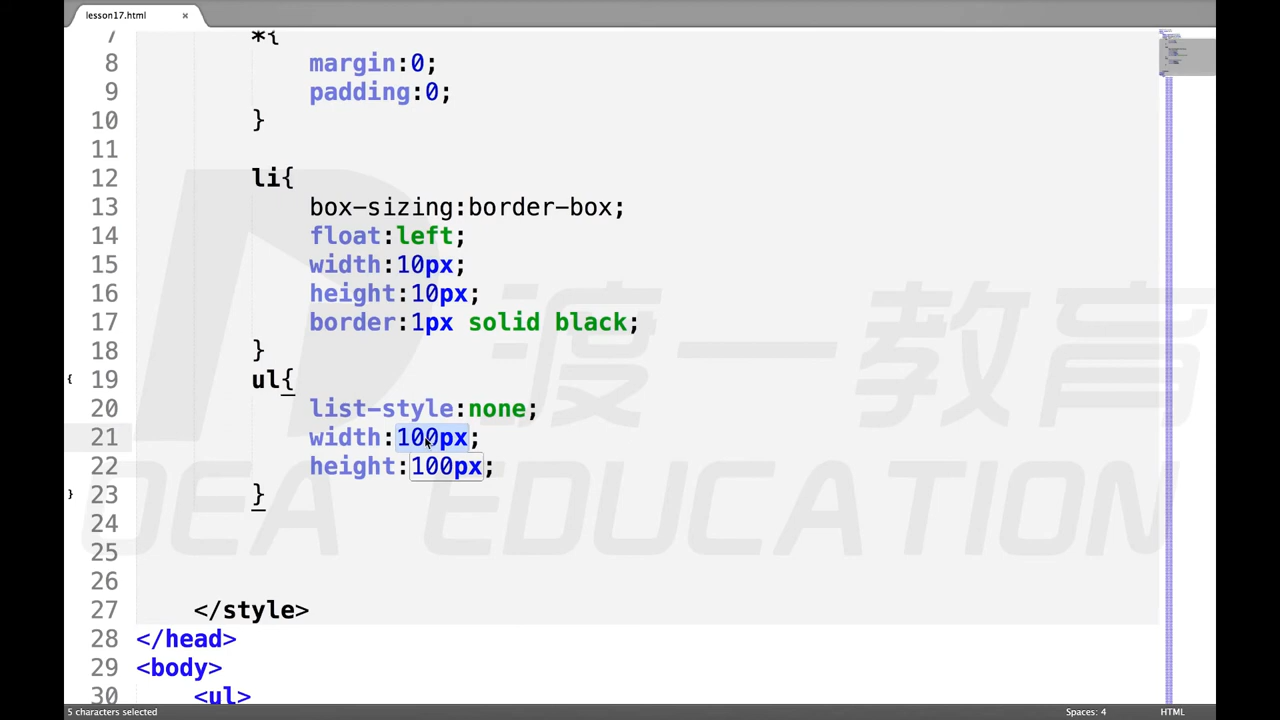 lesson17.html ×
7 *{
8 margin:0;
9 padding:0;
10 }
11
12 li{
13 box-sizing:border-box;
14 float:left;
15 width:10px;
16 height:10px;
17 border:1px solid black;
18 }
{ 19 ul{
20 list-style:none;
21 width:100px;
22 height:100px;
} 23 }
24
25
26
27 </style>
28 </head>
29 <body>
30 <ul>
渡一教育
DEA EDUCATION
5 characters selected
Spaces: 4
HTML